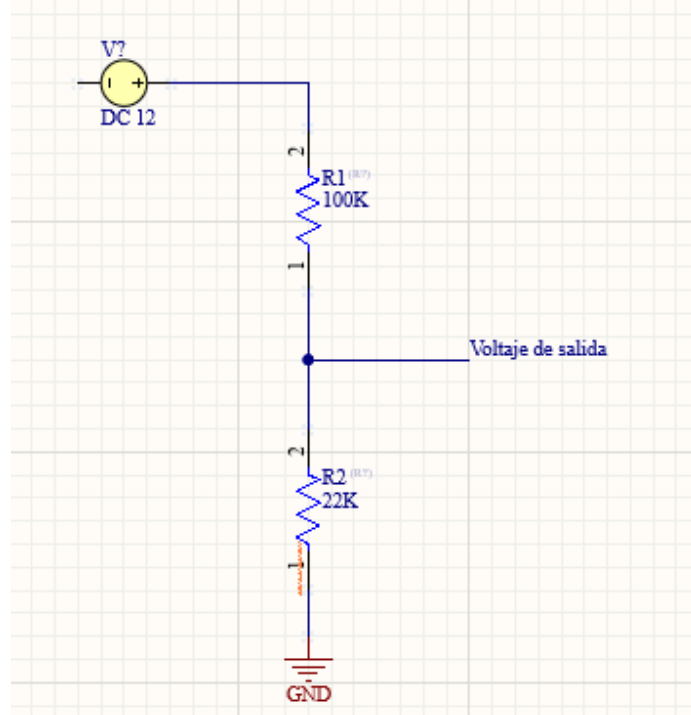 V?
DC 12
2
R1 (R?)
100K
1
Voltaje de salida
2
R2 (R?)
22K
1
GND